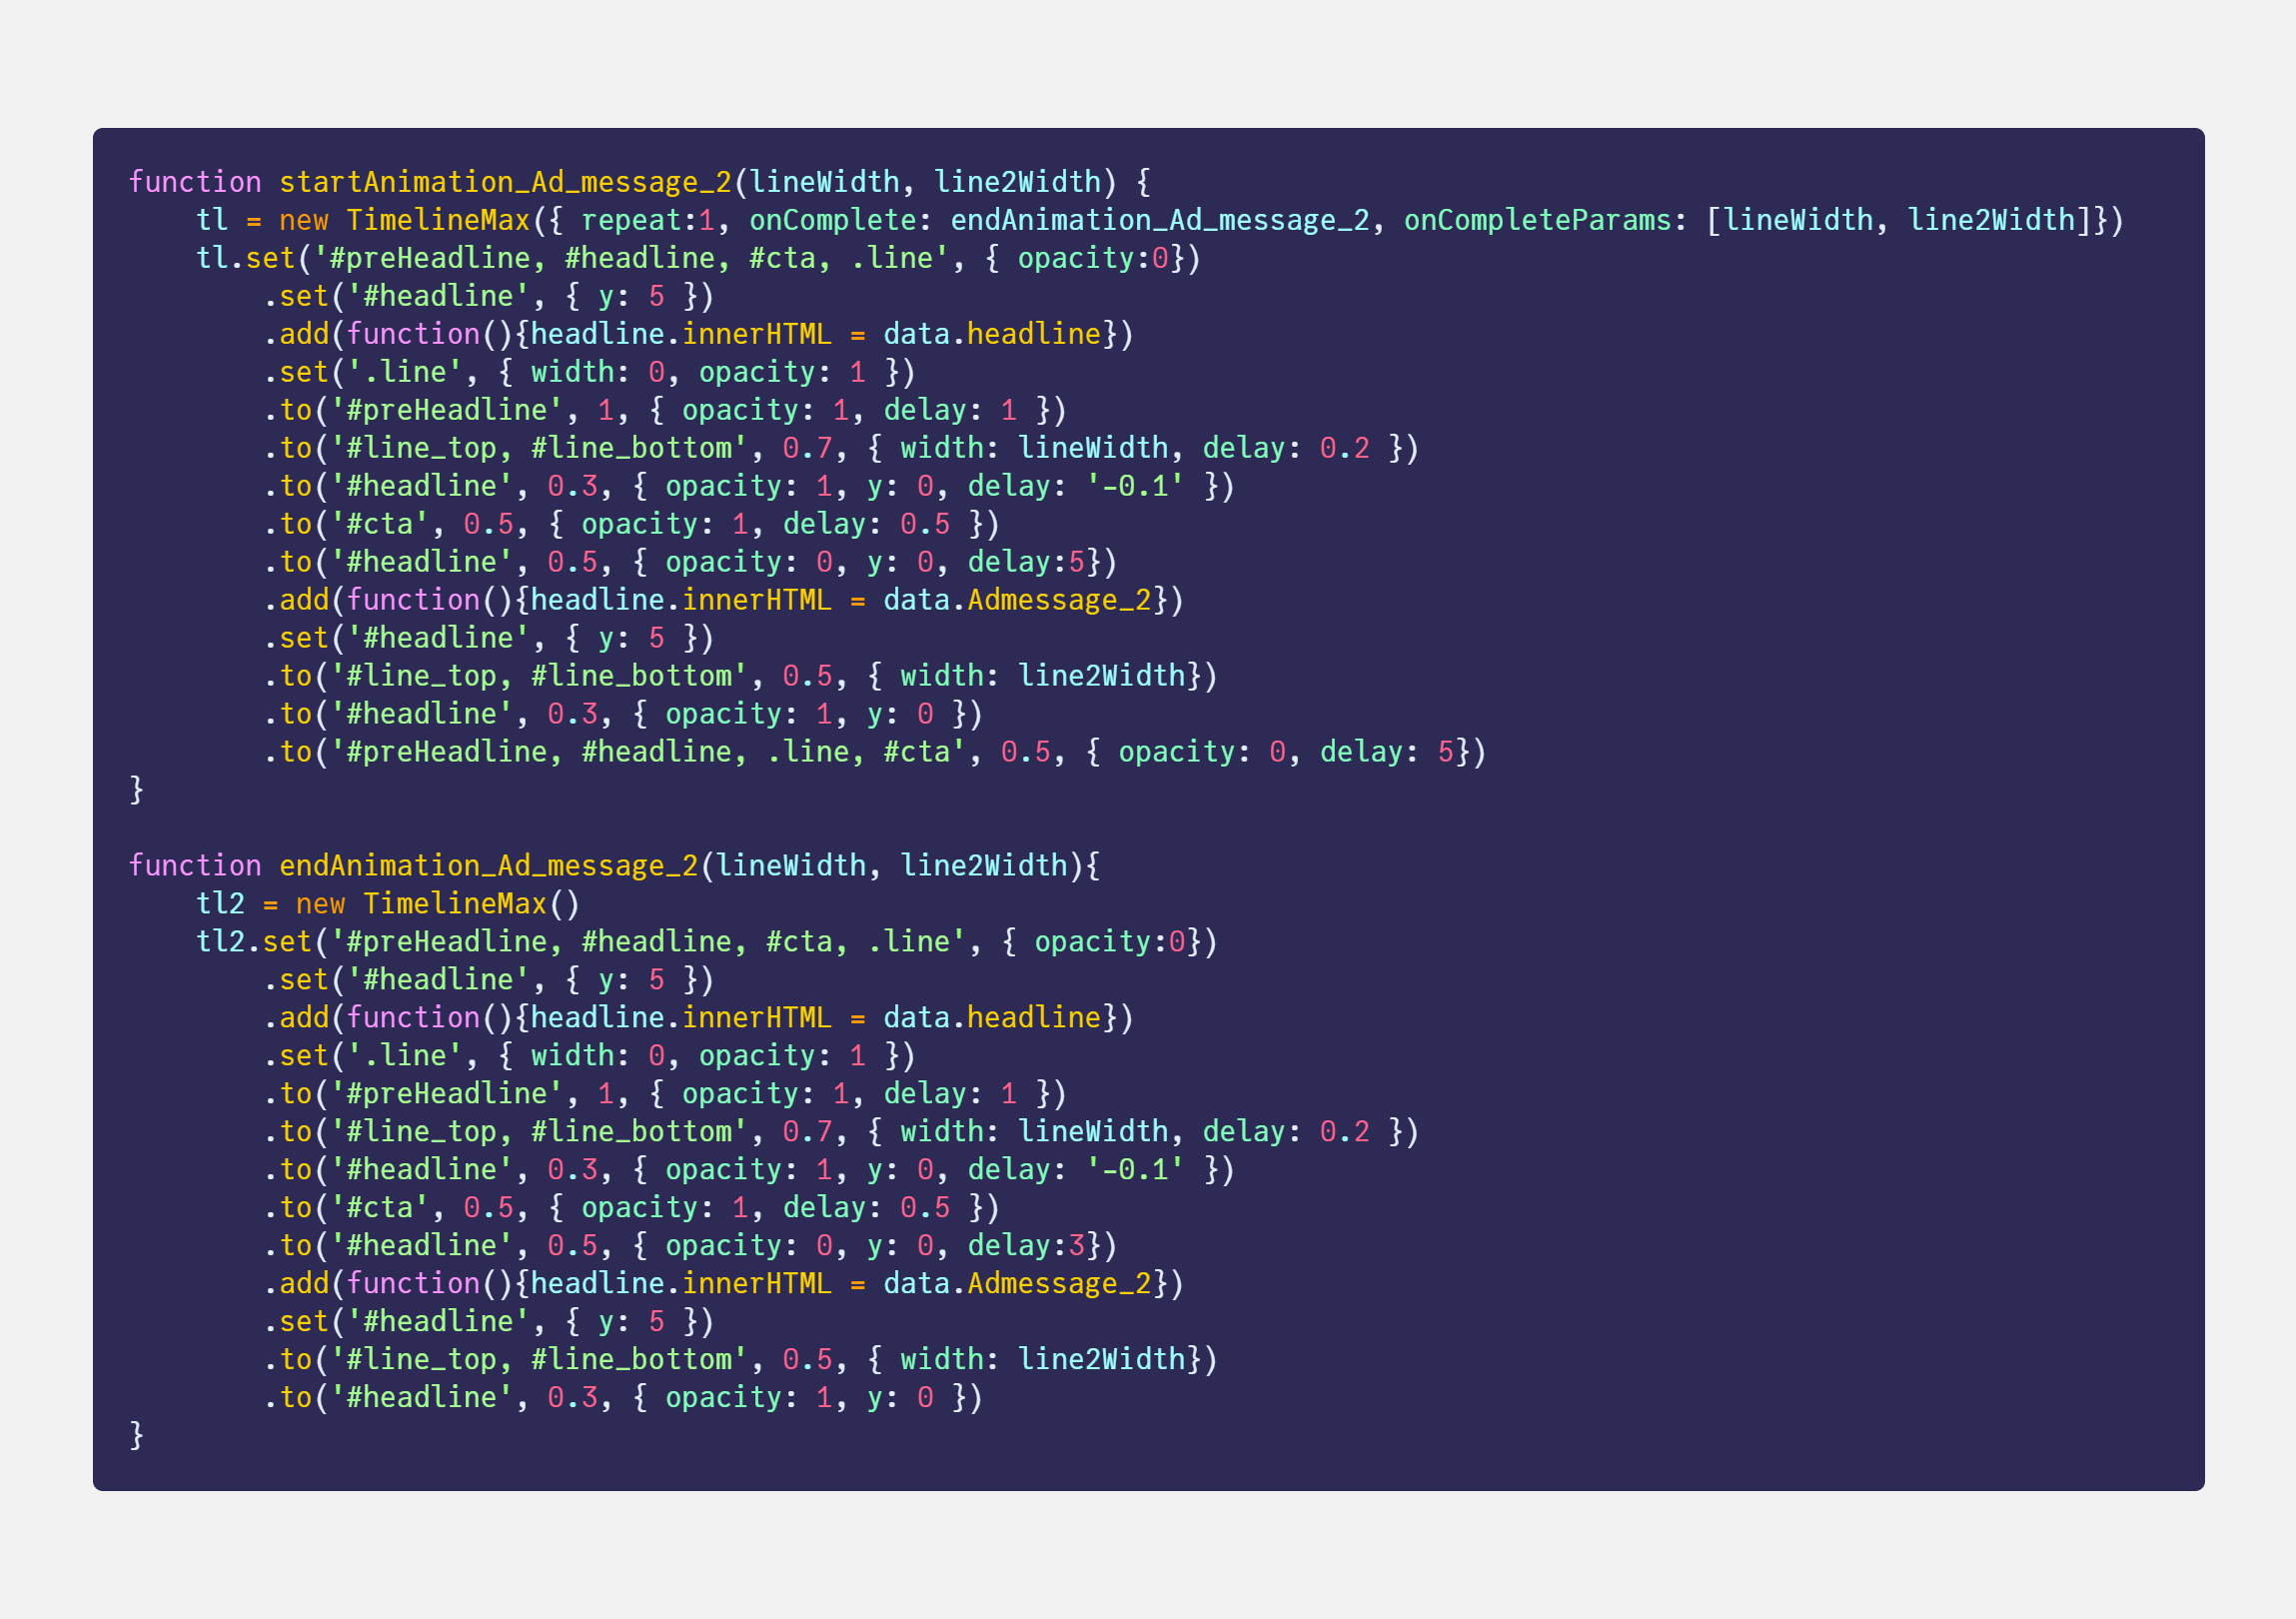 function startAnimation_Ad_message_2(lineWidth, line2Width) {
    tl = new TimelineMax({ repeat:1, onComplete: endAnimation_Ad_message_2, onCompleteParams: [lineWidth, line2Width]})
    tl.set('#preHeadline, #headline, #cta, .line', { opacity:0})
        .set('#headline', { y: 5 })
        .add(function(){headline.innerHTML = data.headline})
        .set('.line', { width: 0, opacity: 1 })
        .to('#preHeadline', 1, { opacity: 1, delay: 1 })
        .to('#line_top, #line_bottom', 0.7, { width: lineWidth, delay: 0.2 })
        .to('#headline', 0.3, { opacity: 1, y: 0, delay: '-0.1' })
        .to('#cta', 0.5, { opacity: 1, delay: 0.5 })
        .to('#headline', 0.5, { opacity: 0, y: 0, delay:5})
        .add(function(){headline.innerHTML = data.Admessage_2})
        .set('#headline', { y: 5 })
        .to('#line_top, #line_bottom', 0.5, { width: line2Width})
        .to('#headline', 0.3, { opacity: 1, y: 0 })
        .to('#preHeadline, #headline, .line, #cta', 0.5, { opacity: 0, delay: 5})
}

function endAnimation_Ad_message_2(lineWidth, line2Width){
    tl2 = new TimelineMax()
    tl2.set('#preHeadline, #headline, #cta, .line', { opacity:0})
        .set('#headline', { y: 5 })
        .add(function(){headline.innerHTML = data.headline})
        .set('.line', { width: 0, opacity: 1 })
        .to('#preHeadline', 1, { opacity: 1, delay: 1 })
        .to('#line_top, #line_bottom', 0.7, { width: lineWidth, delay: 0.2 })
        .to('#headline', 0.3, { opacity: 1, y: 0, delay: '-0.1' })
        .to('#cta', 0.5, { opacity: 1, delay: 0.5 })
        .to('#headline', 0.5, { opacity: 0, y: 0, delay:3})
        .add(function(){headline.innerHTML = data.Admessage_2})
        .set('#headline', { y: 5 })
        .to('#line_top, #line_bottom', 0.5, { width: line2Width})
        .to('#headline', 0.3, { opacity: 1, y: 0 })
}